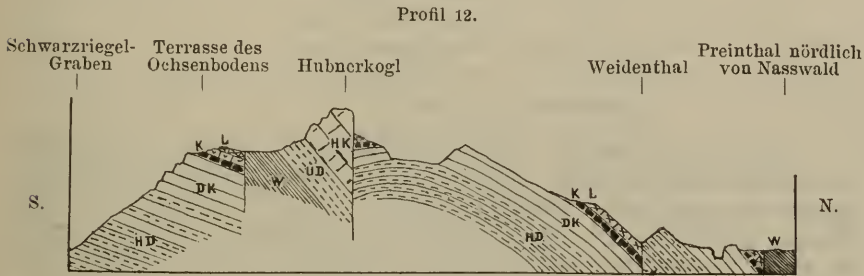 Profil 12.
Schwarzriegel-
Graben
Terrasse des
Ochsenbodens
Hubnerkogl
Weidenthal
Preinthal nördlich
von Nasswald
S.
N.
K L
DK
HD
W
UD
HK
HD
DK
K L
W